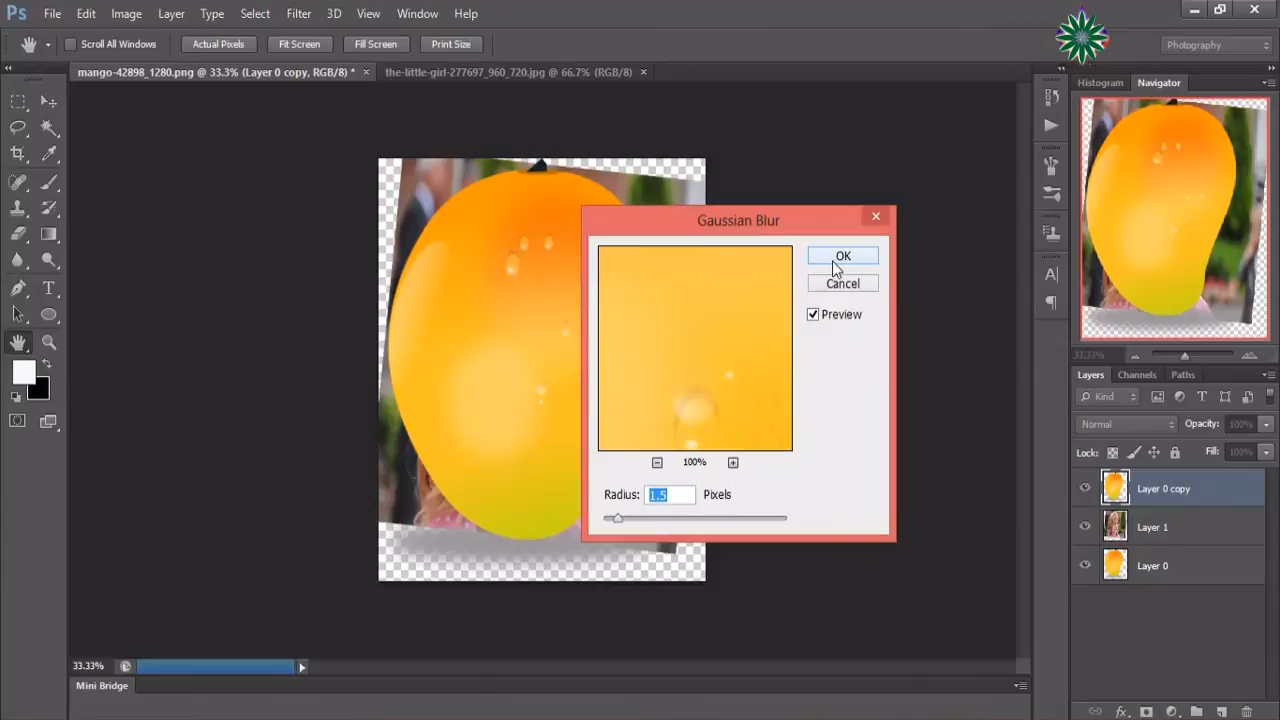 Ps File Edit Image Layer Type Select Filter 3D View Window Help
Scroll All Windows Actual Pixels Fit Screen Fill Screen Print Size Photography
mango-42898_1280.png @ 33.3% (Layer 0 copy, RGB/8) * × the-little-girl-277697_960_720.jpg @ 66.7% (RGB/8) ×
Histogram Navigator
Gaussian Blur
OK
Cancel
Preview
100%
Radius: 1.5 Pixels
33.33%
Layers Channels Paths
Kind
Normal Opacity: 100%
Lock: Fill: 100%
Layer 0 copy
Layer 1
Layer 0
33.33%
Mini Bridge